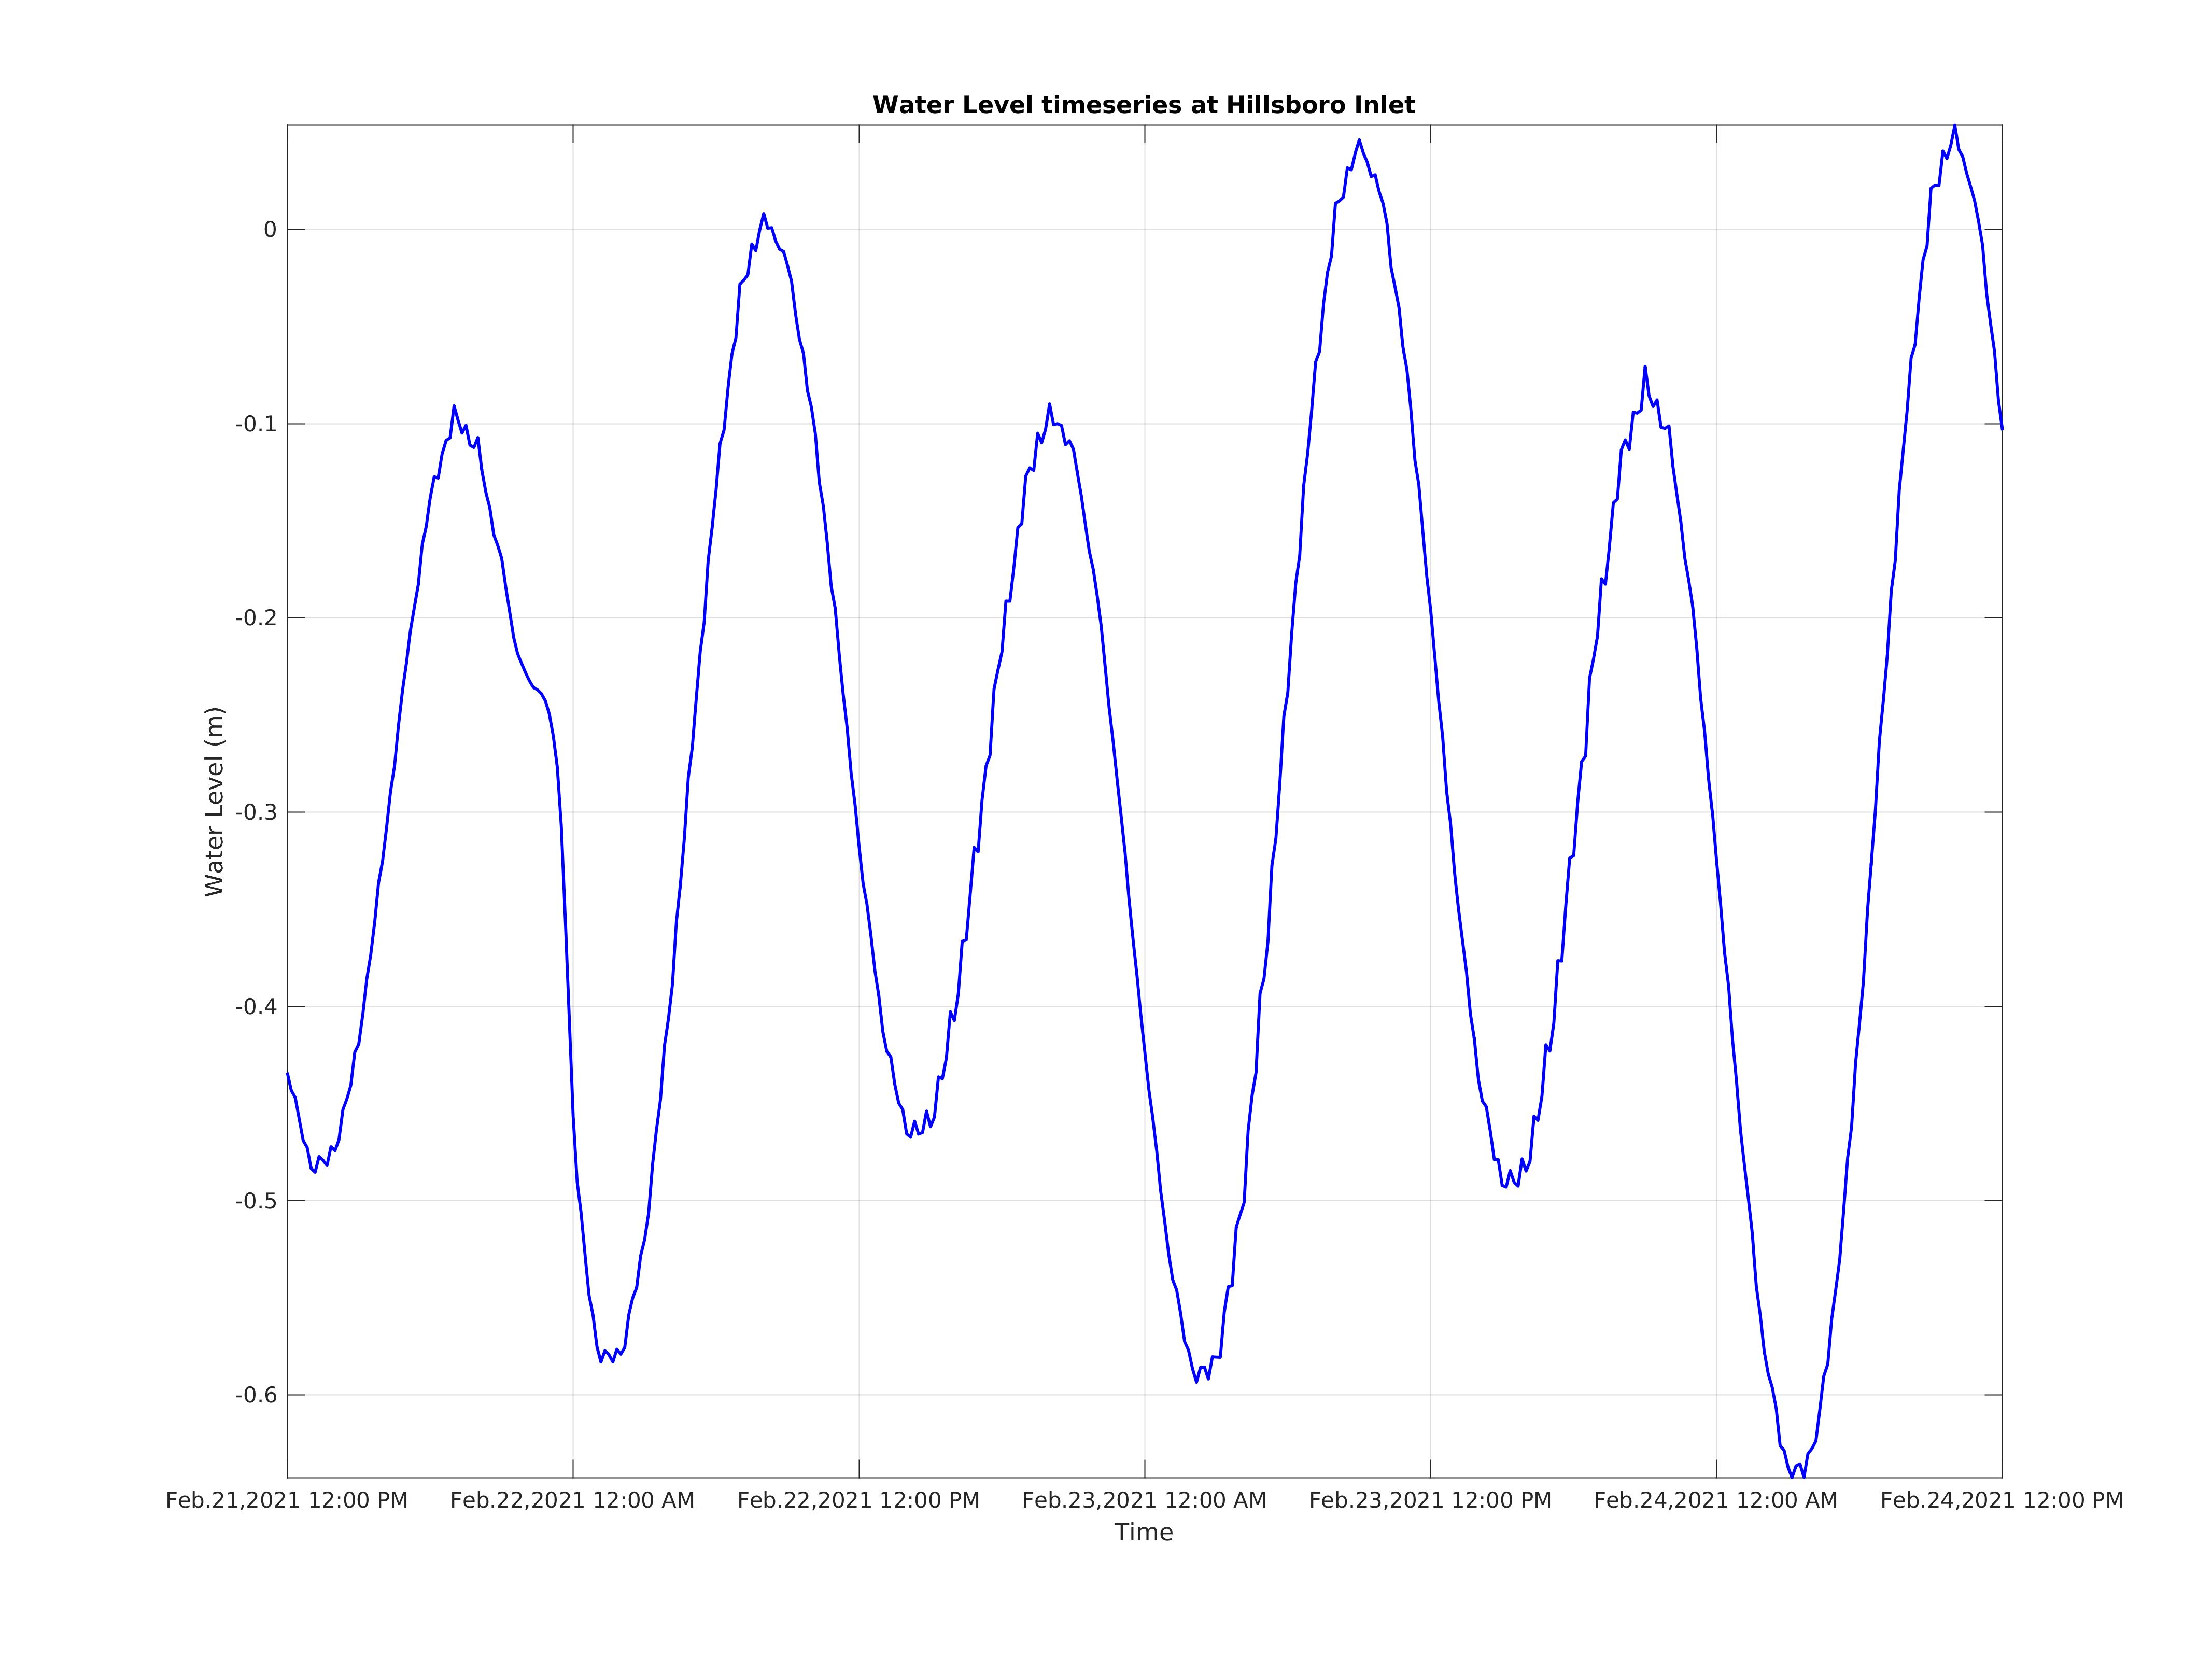 Water Level timeseries at Hillsboro Inlet
0
-0.1
-0.2
-0.3
-0.4
-0.5
-0.6
Water Level (m)
Feb.21,2021 12:00 PM Feb.22,2021 12:00 AM Feb.22,2021 12:00 PM Feb.23,2021 12:00 AM Feb.23,2021 12:00 PM Feb.24,2021 12:00 AM Feb.24,2021 12:00 PM
Time